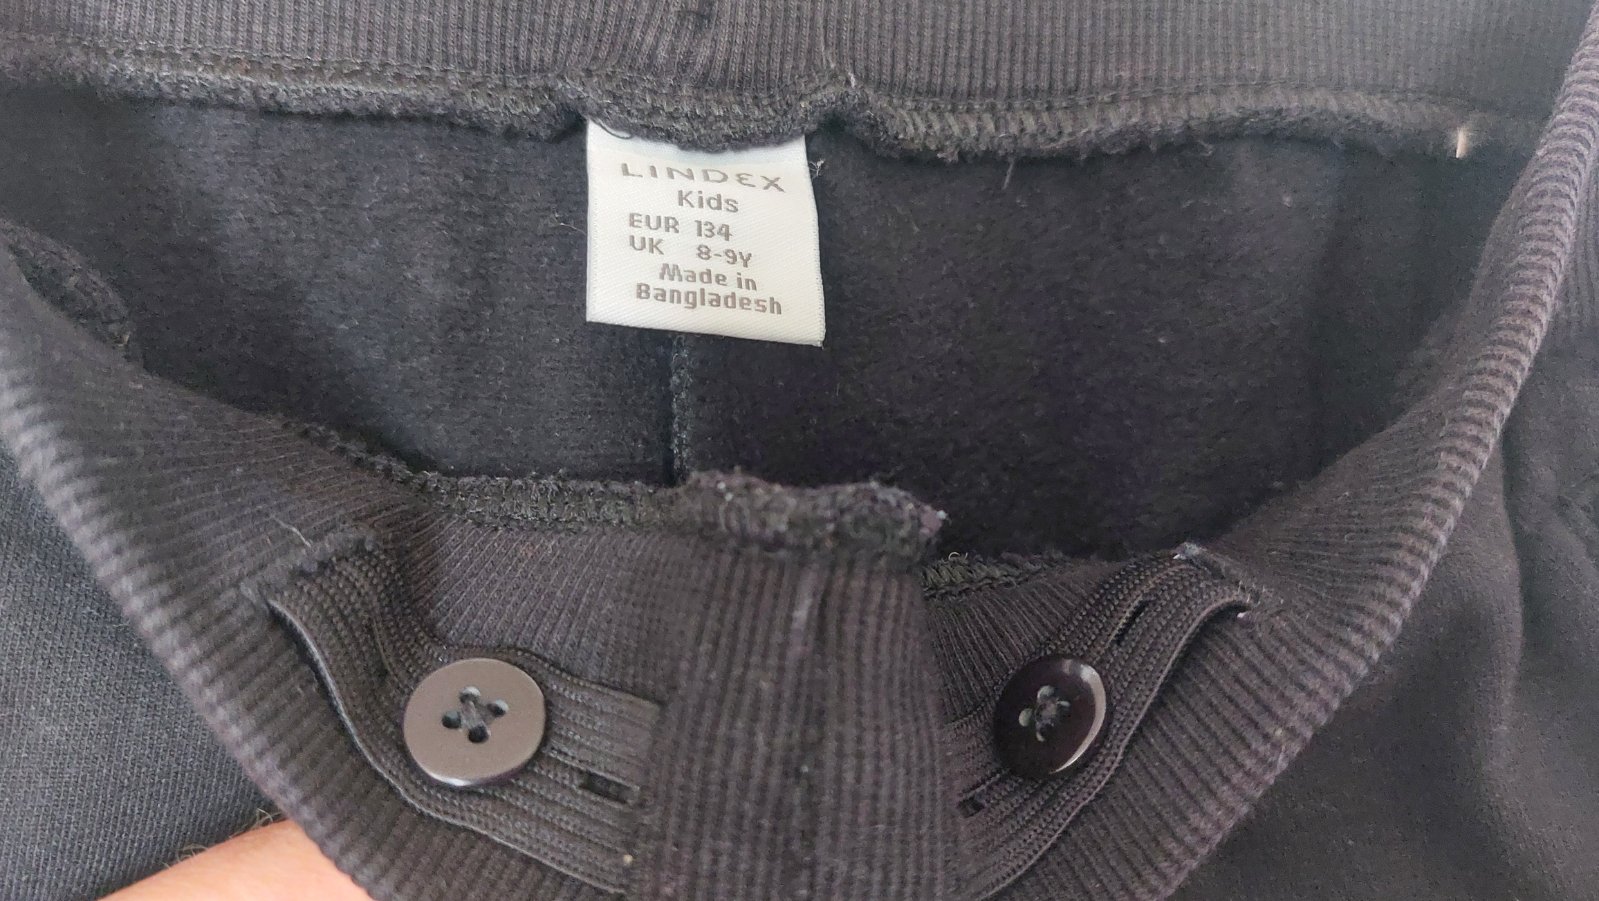 LINDEX
Kids
EUR 134
UK 8-9Y
Made in
Bangladesh